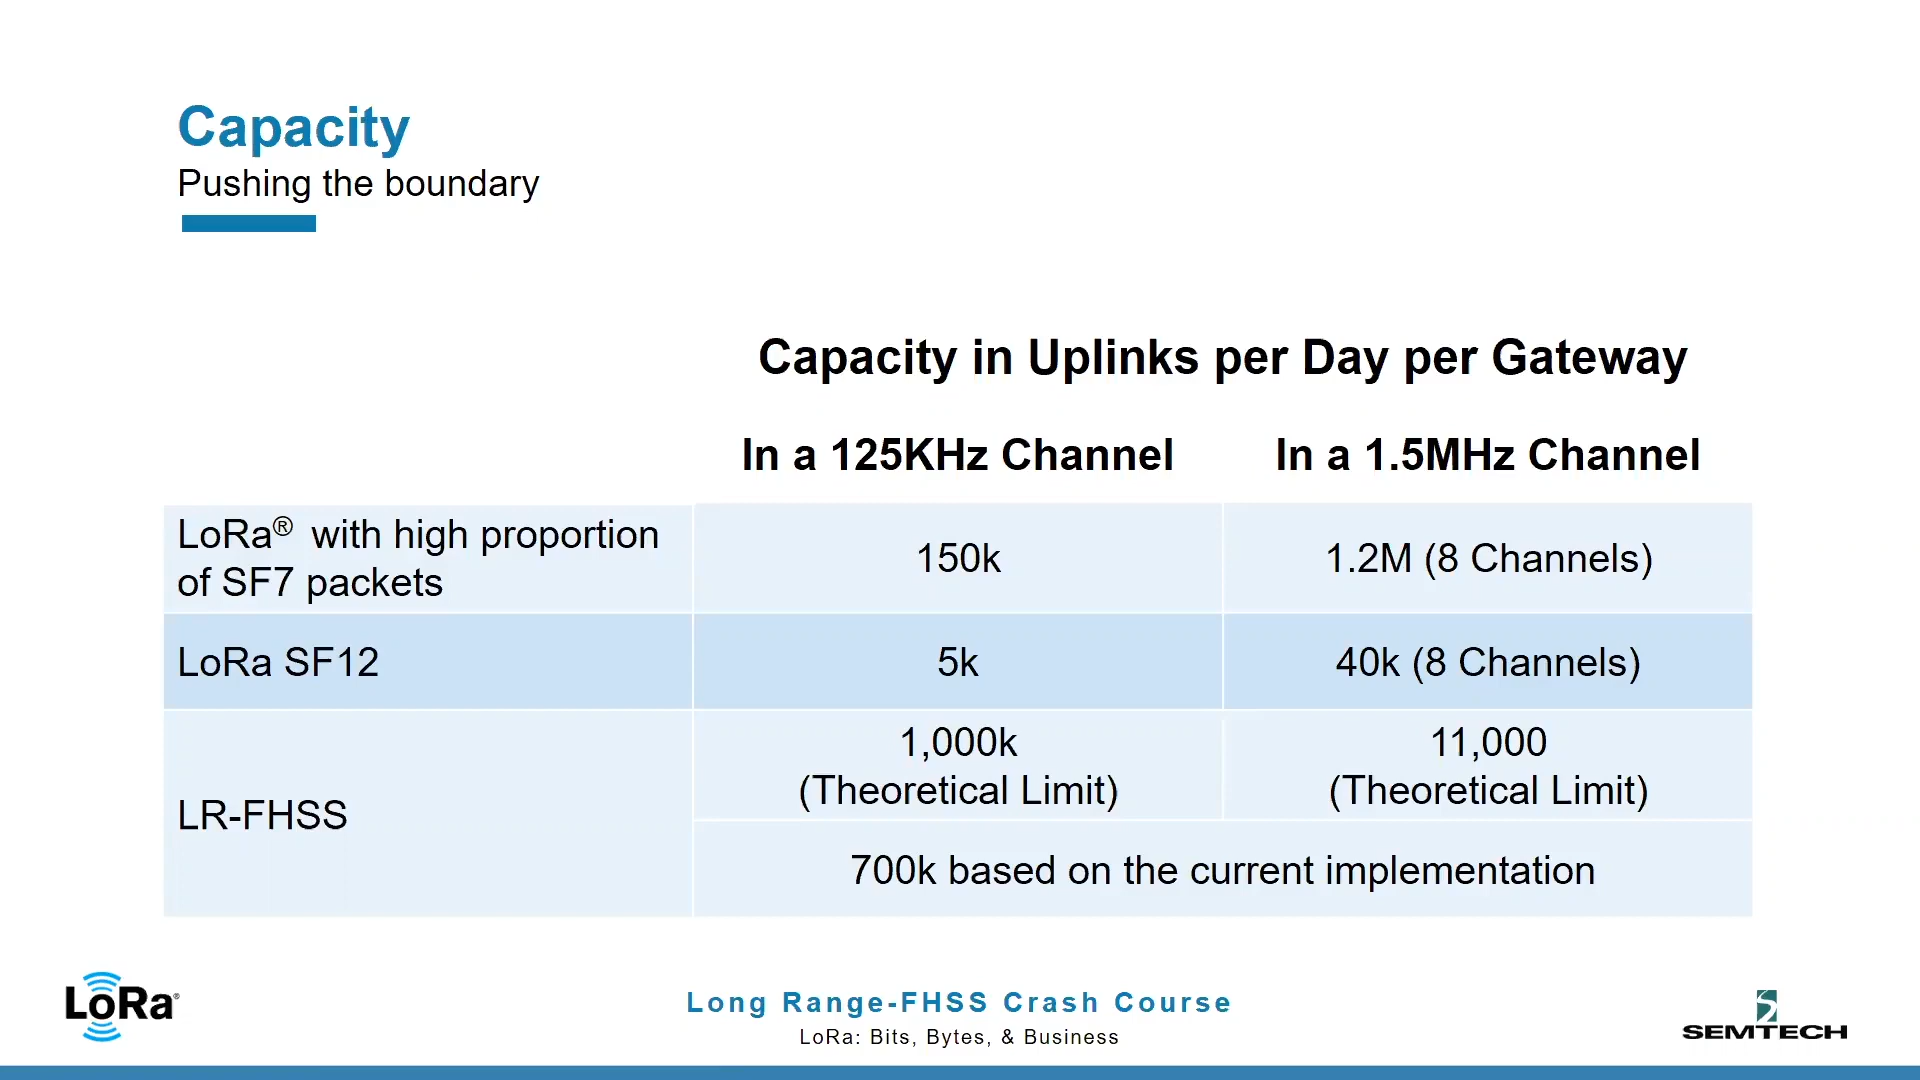 Capacity
Pushing the boundary
Capacity in Uplinks per Day per Gateway
In a 125KHz Channel
In a 1.5MHz Channel
LoRa® with high proportion
of SF7 packets
150k
1.2M (8 Channels)
LoRa SF12
5k
40k (8 Channels)
LR-FHSS
1,000k
(Theoretical Limit)
11,000
(Theoretical Limit)
700k based on the current implementation
LoRa®
Long Range-FHSS Crash Course
LoRa: Bits, Bytes, & Business
SEMTECH